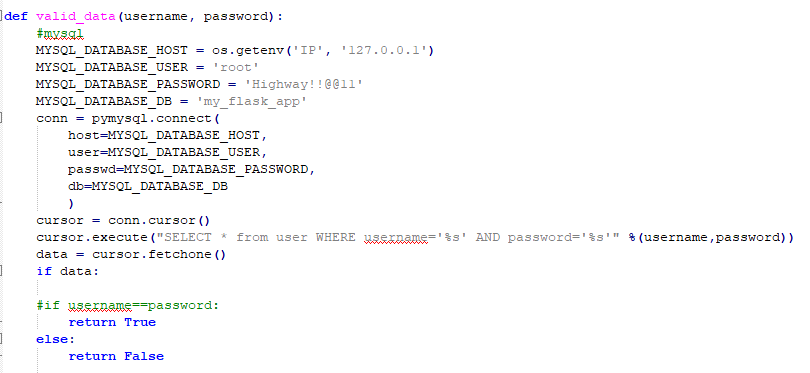 def valid_data(username, password):
    #mysql
    MYSQL_DATABASE_HOST = os.getenv('IP', '127.0.0.1')
    MYSQL_DATABASE_USER = 'root'
    MYSQL_DATABASE_PASSWORD = 'Highway!!@@11'
    MYSQL_DATABASE_DB = 'my_flask_app'
    conn = pymysql.connect(
        host=MYSQL_DATABASE_HOST,
        user=MYSQL_DATABASE_USER,
        passwd=MYSQL_DATABASE_PASSWORD,
        db=MYSQL_DATABASE_DB
        )
    cursor = conn.cursor()
    cursor.execute("SELECT * from user WHERE username='%s' AND password='%s'" %(username,password))
    data = cursor.fetchone()
    if data:
    #if username==password:
        return True
    else:
        return False